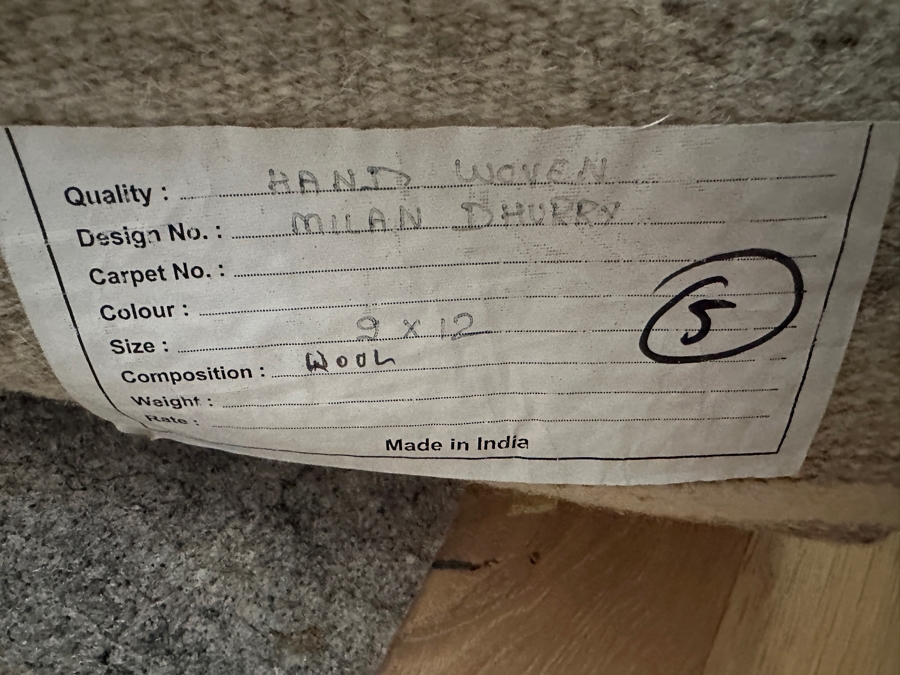 Quality : HAND WOVEN
Design No. : MILAN DHURRY
Carpet No. :
Colour :
5
Size : 9 x 12
Composition : WOOL
Weight :
Rate :
Made in India